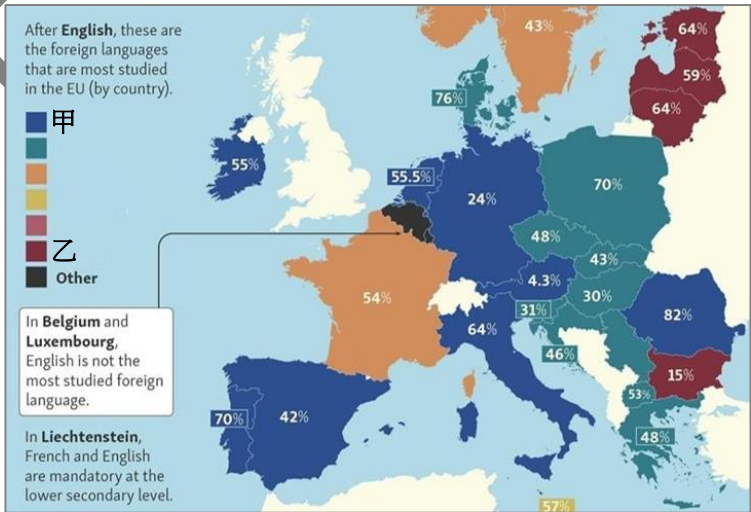 After English, these are
the foreign languages
that are most studied
in the EU (by country).
甲
乙
Other
In Belgium and
Luxembourg,
English is not the
most studied foreign
language.
In Liechtenstein,
French and English
are mandatory at the
lower secondary level.
43%
64%
59%
64%
76%
55%
55.5%
24%
70%
48%
43%
4.3%
30%
31%
54%
64%
82%
46%
15%
53%
70%
42%
48%
57%